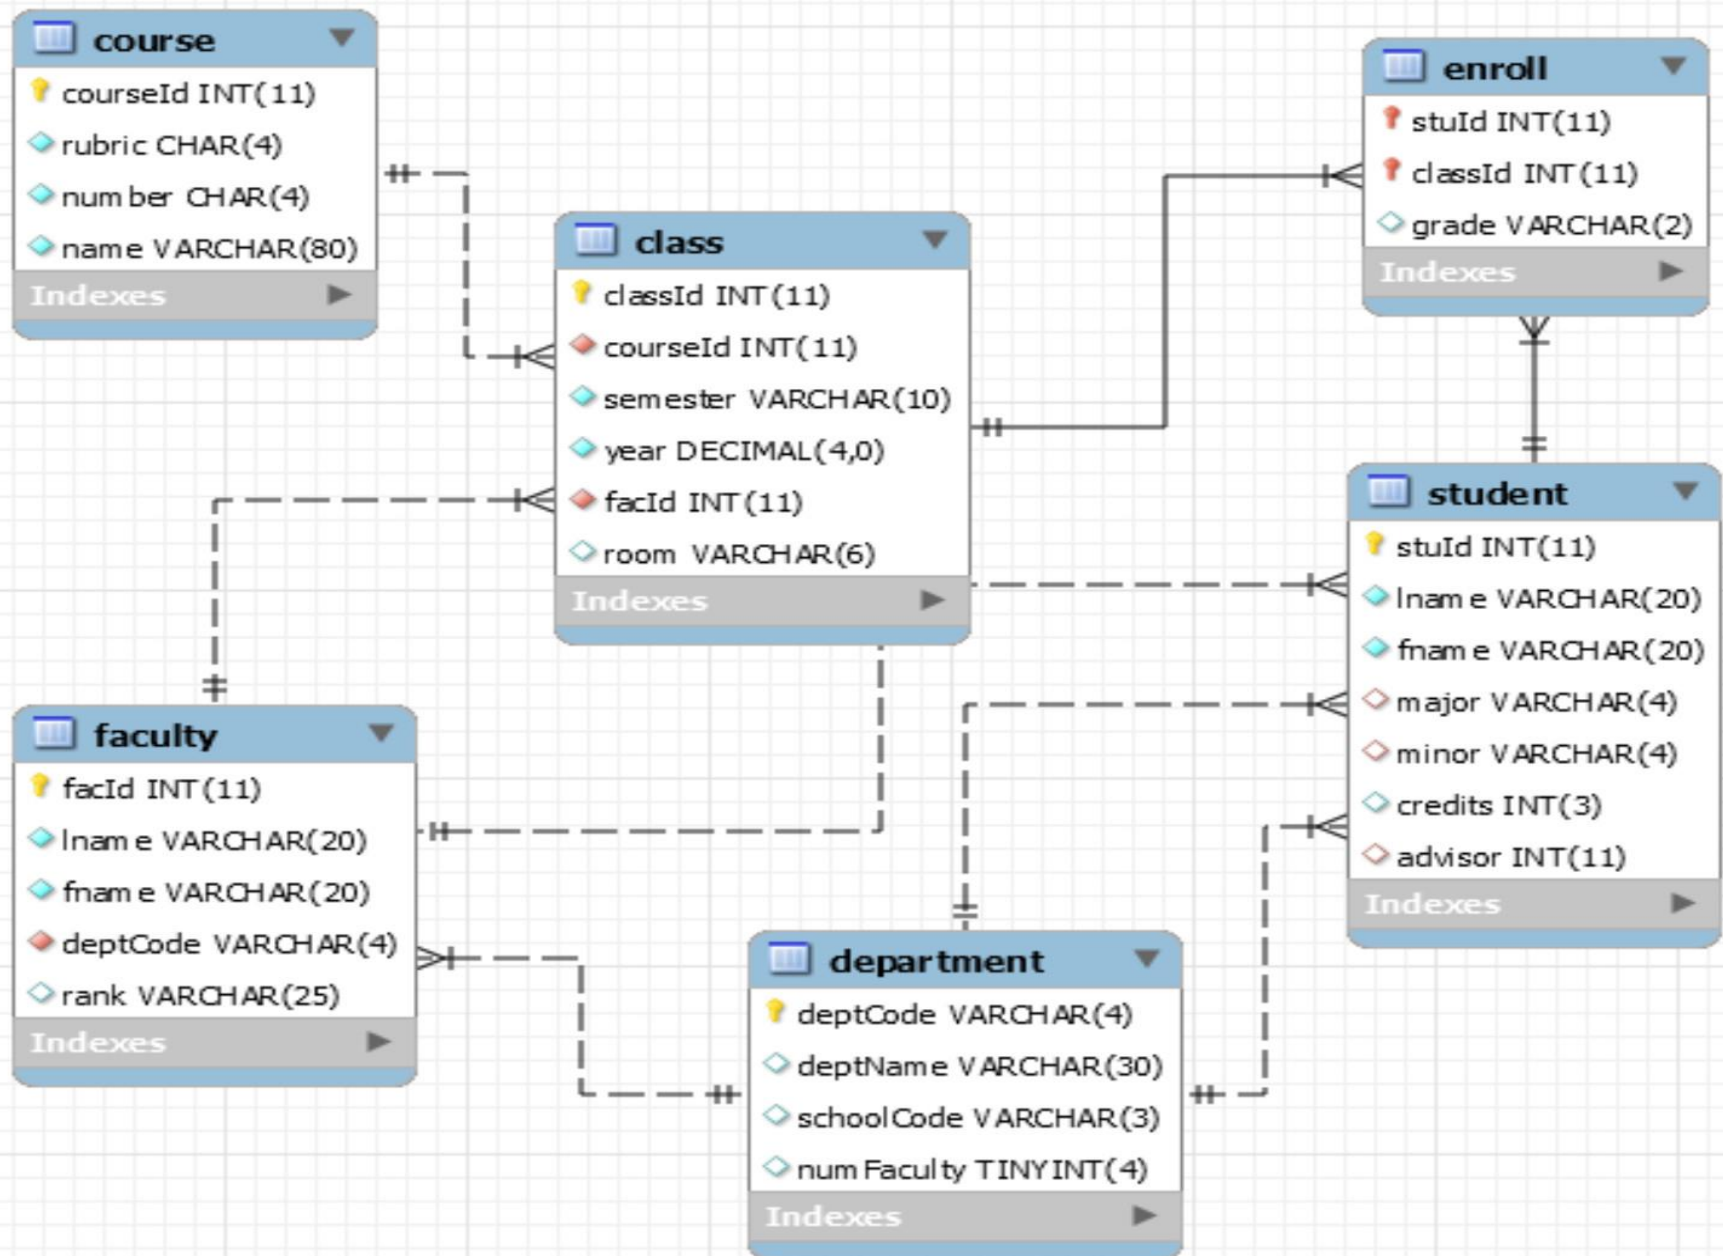 course
courseId INT(11)
rubric CHAR(4)
number CHAR(4)
name VARCHAR(80)
Indexes
enroll
stuId INT(11)
classId INT(11)
grade VARCHAR(2)
Indexes
class
classId INT(11)
courseId INT(11)
semester VARCHAR(10)
year DECIMAL(4,0)
facId INT(11)
room VARCHAR(6)
Indexes
student
stuId INT(11)
lname VARCHAR(20)
fname VARCHAR(20)
major VARCHAR(4)
minor VARCHAR(4)
credits INT(3)
advisor INT(11)
Indexes
faculty
facId INT(11)
lname VARCHAR(20)
fname VARCHAR(20)
deptCode VARCHAR(4)
rank VARCHAR(25)
Indexes
department
deptCode VARCHAR(4)
deptName VARCHAR(30)
schoolCode VARCHAR(3)
numFaculty TINYINT(4)
Indexes